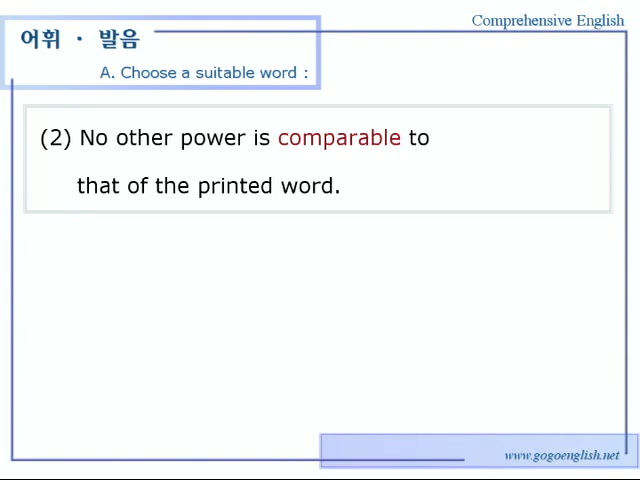 Comprehensive English
어휘 · 발음
A. Choose a suitable word :
(2) No other power is comparable to
that of the printed word.
www.gogoenglish.net